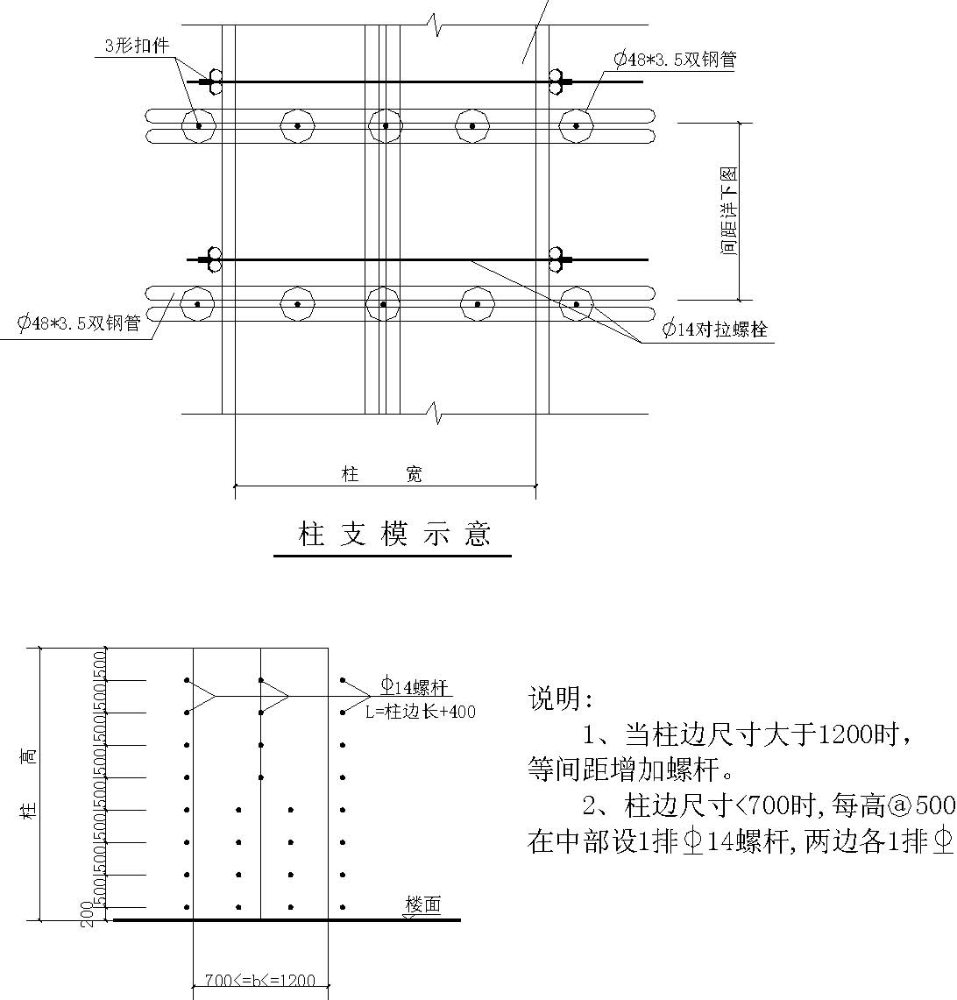 3形扣件
φ48*3.5双钢管
间距详下图
φ48*3.5双钢管
φ14对拉螺栓
柱 宽
柱支模示意
500
500
500
500
500
500
500
500
200
柱 高
φ14螺杆
L=柱边长+400
楼面
700<=b<=1200
说明:
1、当柱边尺寸大于1200时,
等间距增加螺杆。
2、柱边尺寸<700时,每高@500
在中部设1排φ14螺杆,两边各1排φ